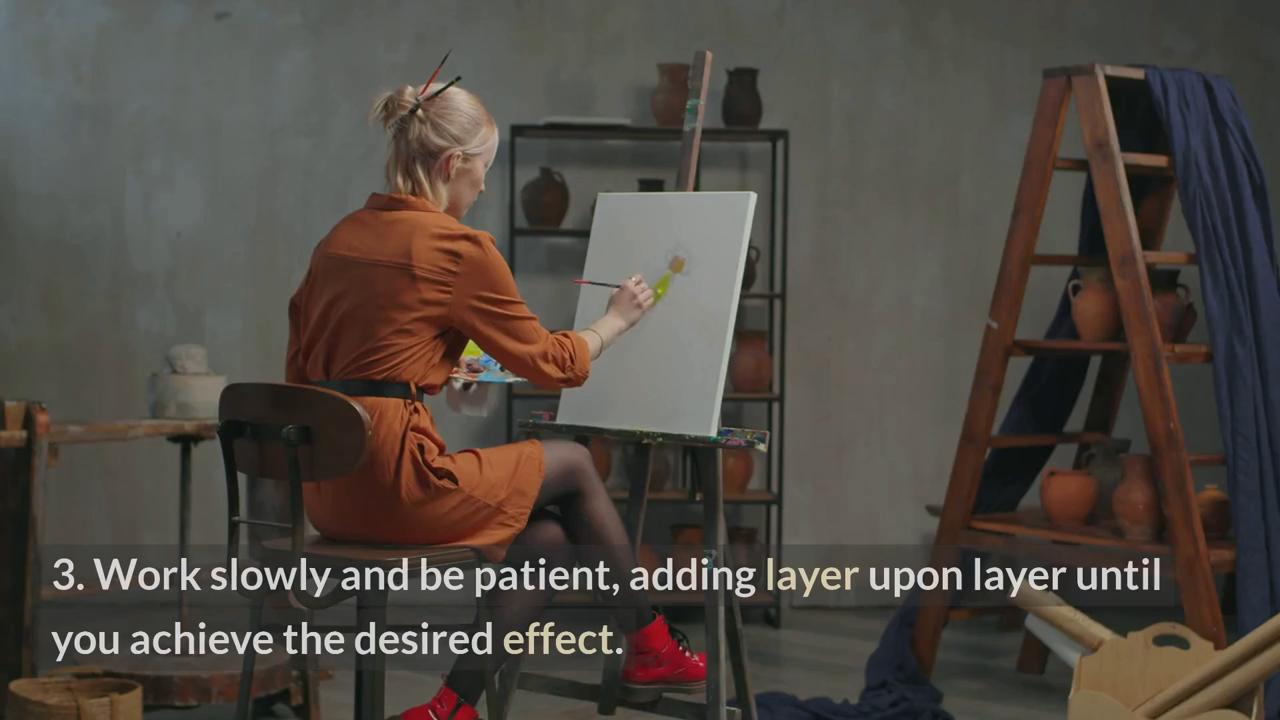 3. Work slowly and be patient, adding layer upon layer until
you achieve the desired effect.